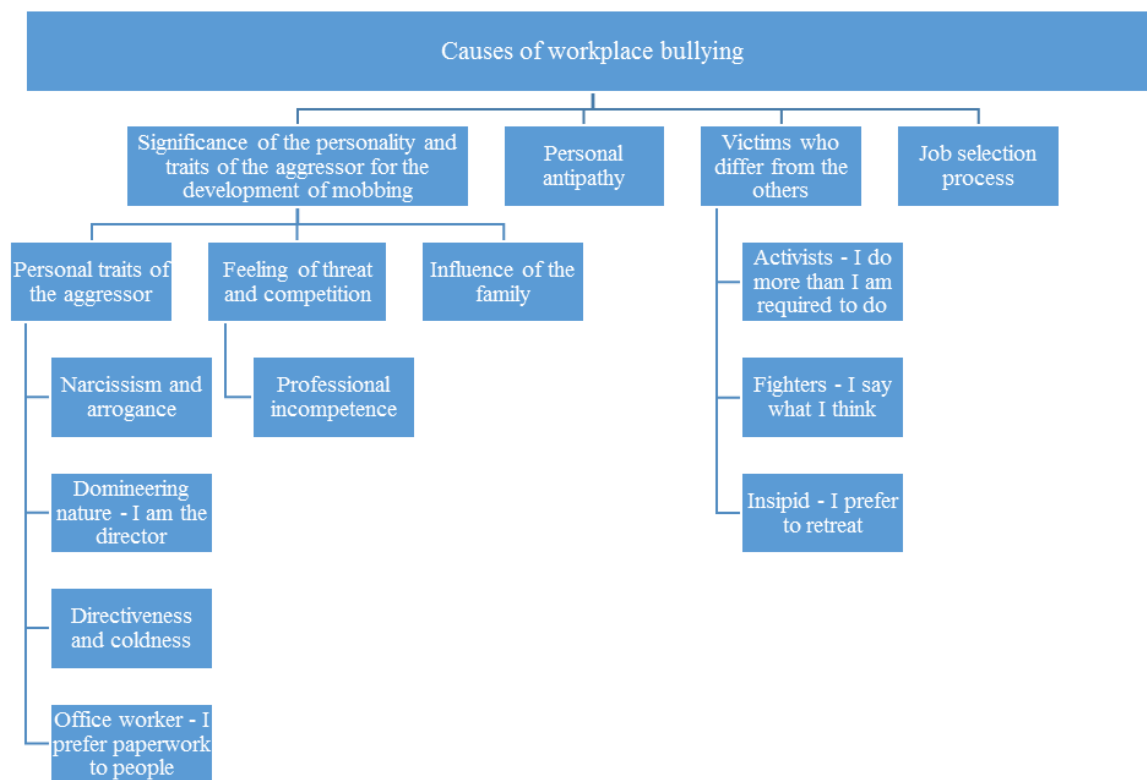 Causes of workplace bullying
Significance of the personality and
traits of the aggressor for the
development of mobbing
Personal
antipathy
Victims who
differ from the
others
Job selection
process
Personal traits of
the aggressor
Feeling of threat
and competition
Influence of the
family
Activists - I do
more than I am
required to do
Narcissism and
arrogance
Professional
incompetence
Fighters - I say
what I think
Domineering
nature - I am the
director
Insipid - I prefer
to retreat
Directiveness
and coldness
Office worker - I
prefer paperwork
to people